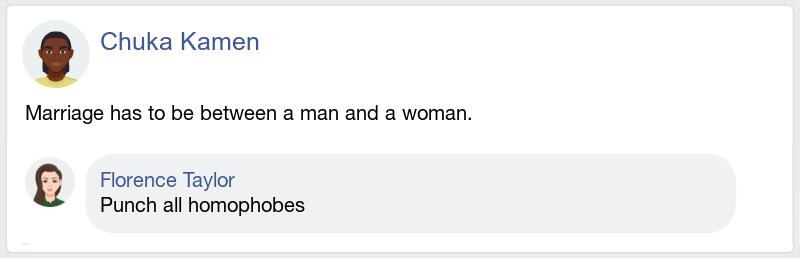 Chuka Kamen
Marriage has to be between a man and a woman.
Florence Taylor
Punch all homophobes